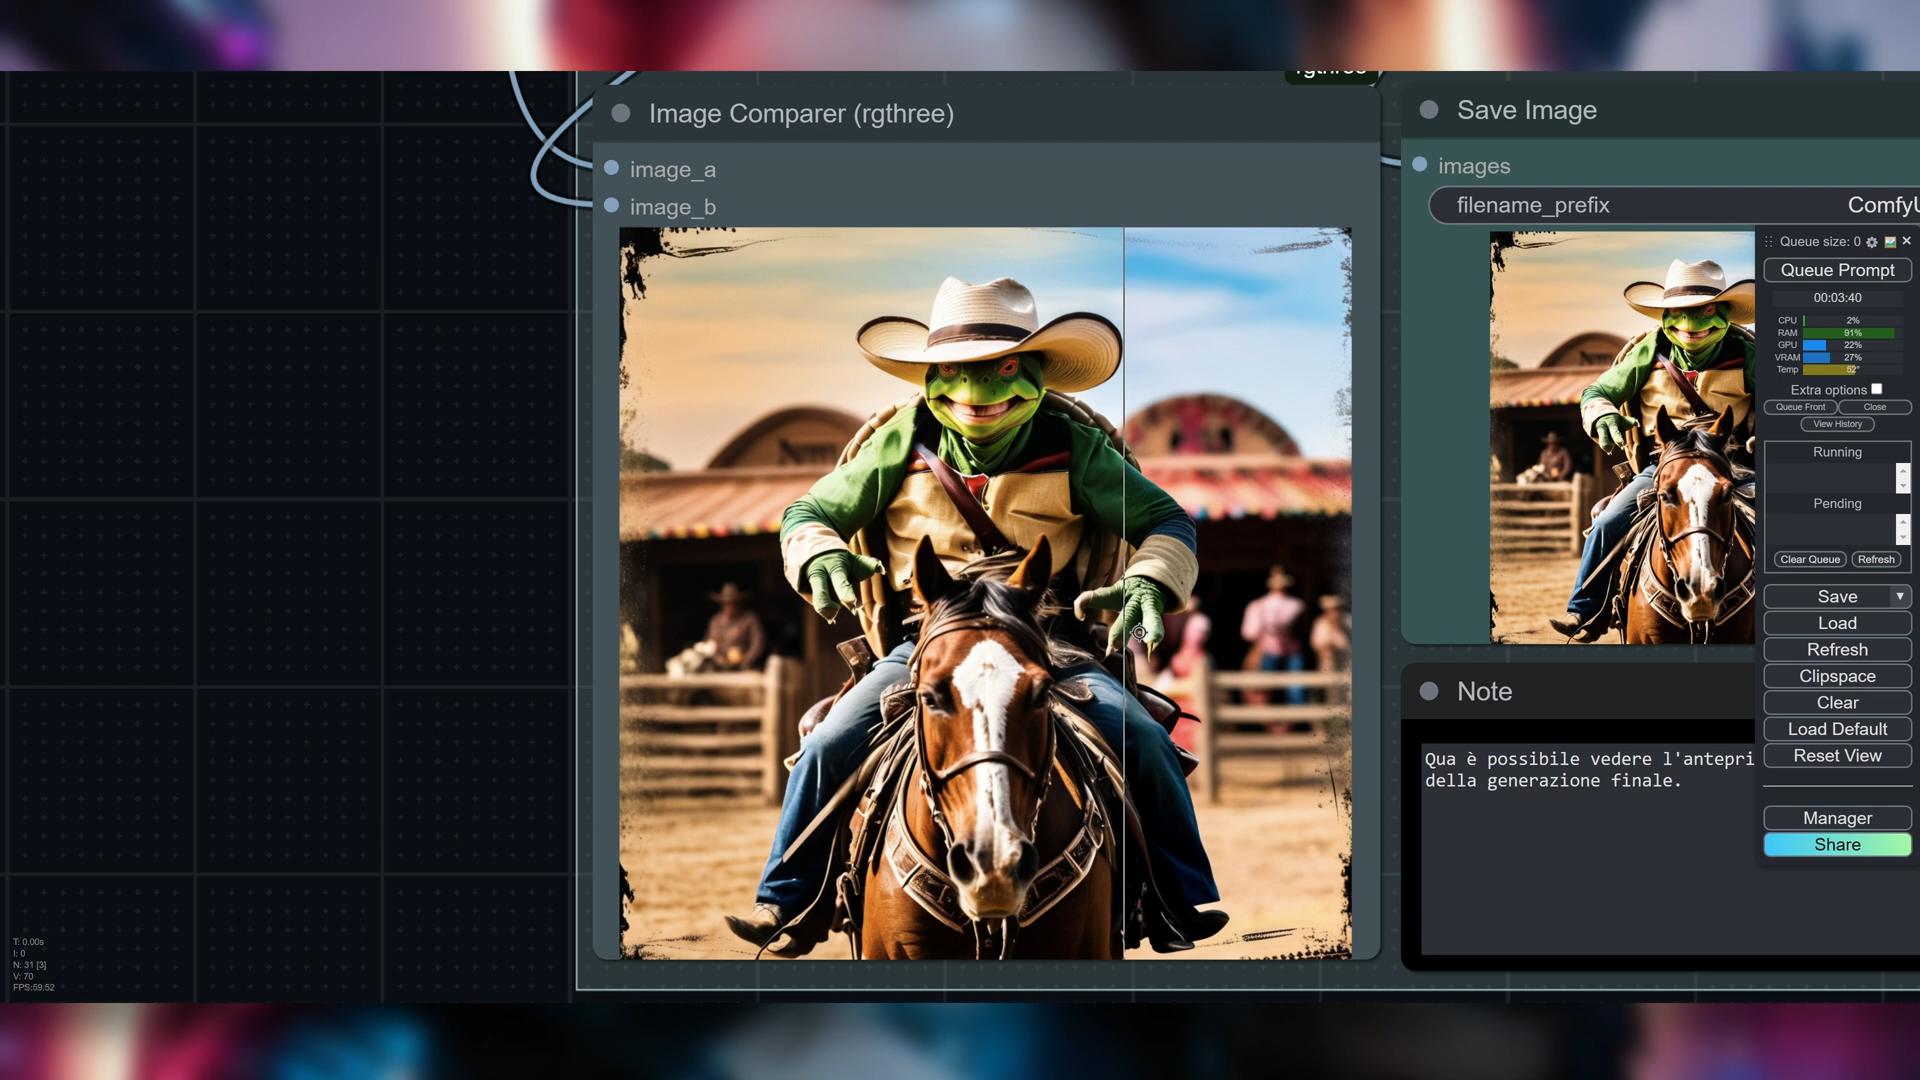 rgthree
Image Comparer (rgthree)
image_a
image_b
Save Image
images
filename_prefix
ComfyU
Queue size: 0
Queue Prompt
00:03:40
CPU 2%
RAM 91%
GPU 22%
VRAM 27%
Temp 52°
Extra options
Queue Front
Close
View History
Running
Pending
Clear Queue
Refresh
Save
Load
Refresh
Clipspace
Clear
Load Default
Reset View
Manager
Share
Note
Qua è possibile vedere l'antepri
della generazione finale.
T: 0.00s
I: 0
N: 31 [3]
V: 70
FPS:59.52